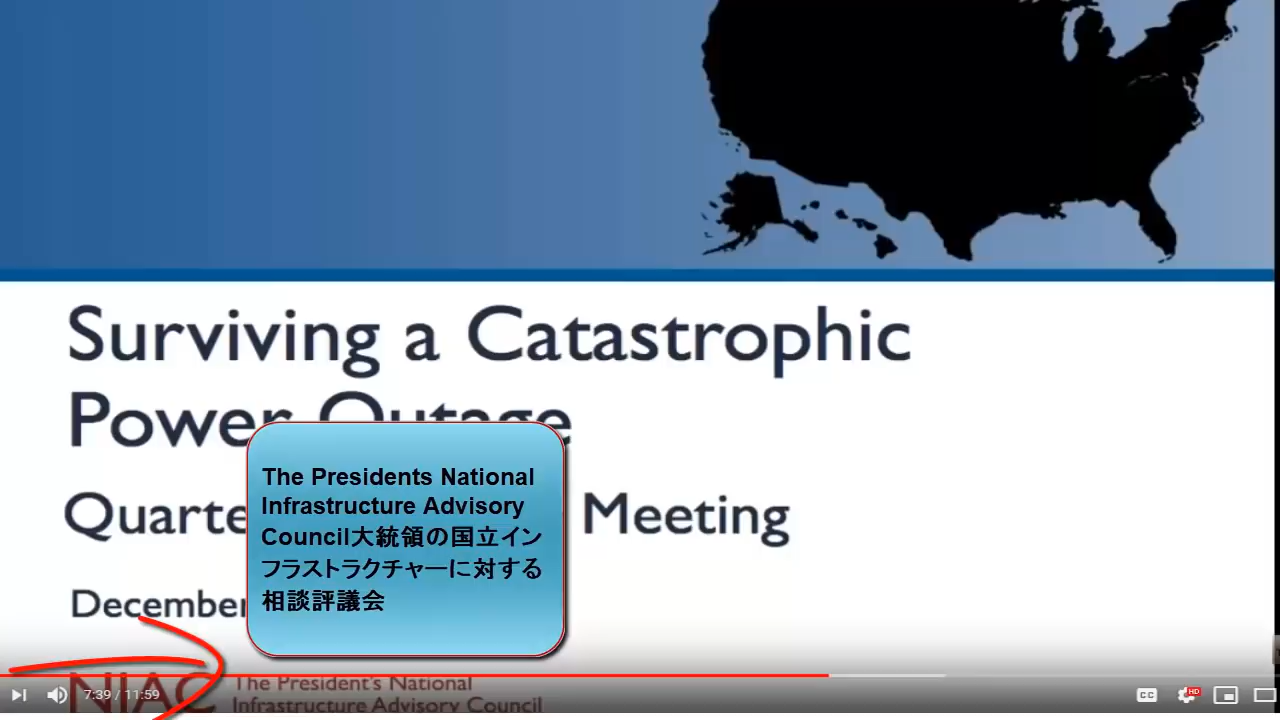 Surviving a Catastrophic
Power Outage
Quarte Meeting
December
The Presidents National
Infrastructure Advisory
Council大統領の国立イン
フラストラクチャーに対する
相談評議会
NIAC The President's National
Infrastructure Advisory Council
7:39 / 11:59
CC
HD